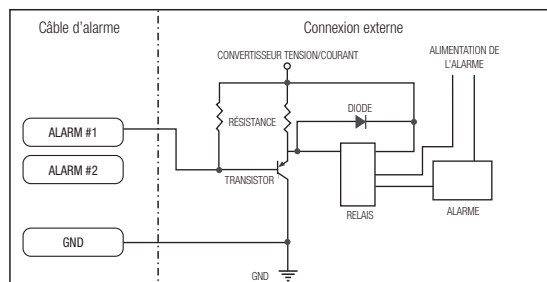 Câble d'alarme
Connexion externe
CONVERTISSEUR TENSION/COURANT
ALIMENTATION DE
L'ALARME
DIODE
RÉSISTANCE
ALARM #1
ALARM #2
TRANSISTOR
RELAIS
ALARME
GND
GND